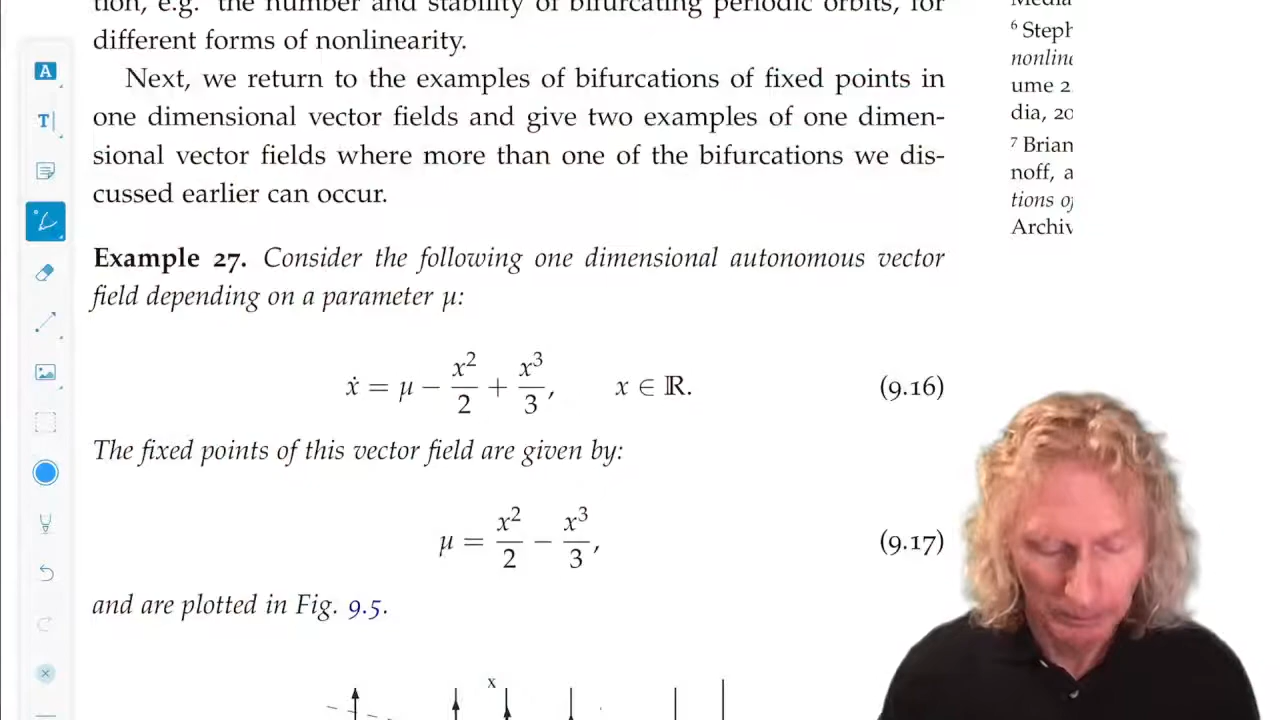 tion, e.g. the number and stability of bifurcating periodic orbits, for
different forms of nonlinearity.
Next, we return to the examples of bifurcations of fixed points in
one dimensional vector fields and give two examples of one dimen-
sional vector fields where more than one of the bifurcations we dis-
cussed earlier can occur.
Example 27. Consider the following one dimensional autonomous vector
field depending on a parameter μ:
ẋ = μ − x²/2 + x³/3, x ∈ ℝ. (9.16)
The fixed points of this vector field are given by:
μ = x²/2 − x³/3, (9.17)
and are plotted in Fig. 9.5.
x
Media
⁶ Steph
nonline
ume 2
dia, 20
⁷ Brian
noff, a
tions of
Archiv
A
T